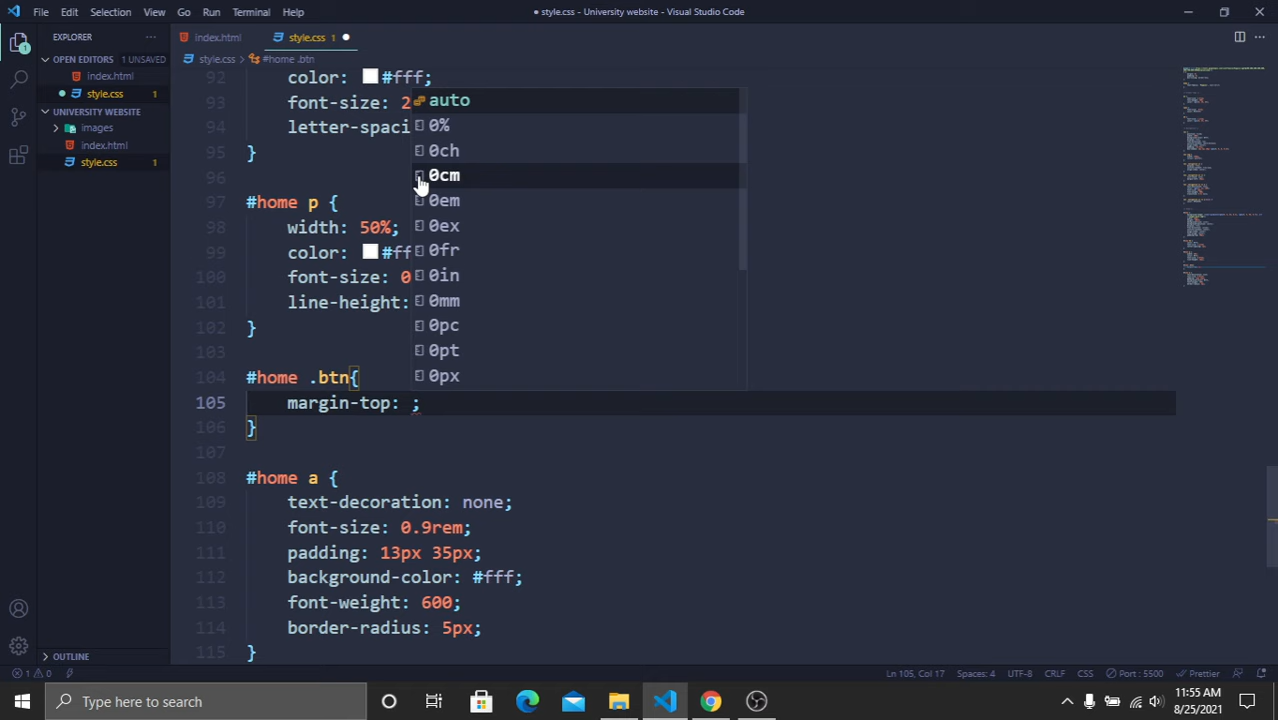 File Edit Selection View Go Run Terminal Help
● style.css - University website - Visual Studio Code
EXPLORER
index.html
style.css 1
OPEN EDITORS 1 UNSAVED
index.html
style.css 1
UNIVERSITY WEBSITE
images
index.html
style.css 1
OUTLINE
style.css > #home .btn
92 color: #fff;
93 font-size: 2
94 letter-spaci
95 }
96
97 #home p {
98 width: 50%;
99 color: #ff
100 font-size: 0
101 line-height:
102 }
103
104 #home .btn{
105 margin-top: ;
106 }
107
108 #home a {
109 text-decoration: none;
110 font-size: 0.9rem;
111 padding: 13px 35px;
112 background-color: #fff;
113 font-weight: 600;
114 border-radius: 5px;
115 }
auto
0%
0ch
0cm
0em
0ex
0fr
0in
0mm
0pc
0pt
0px
1 0
Ln 105, Col 17 Spaces: 4 UTF-8 CRLF CSS Port : 5500 Prettier
Type here to search
11:55 AM
8/25/2021